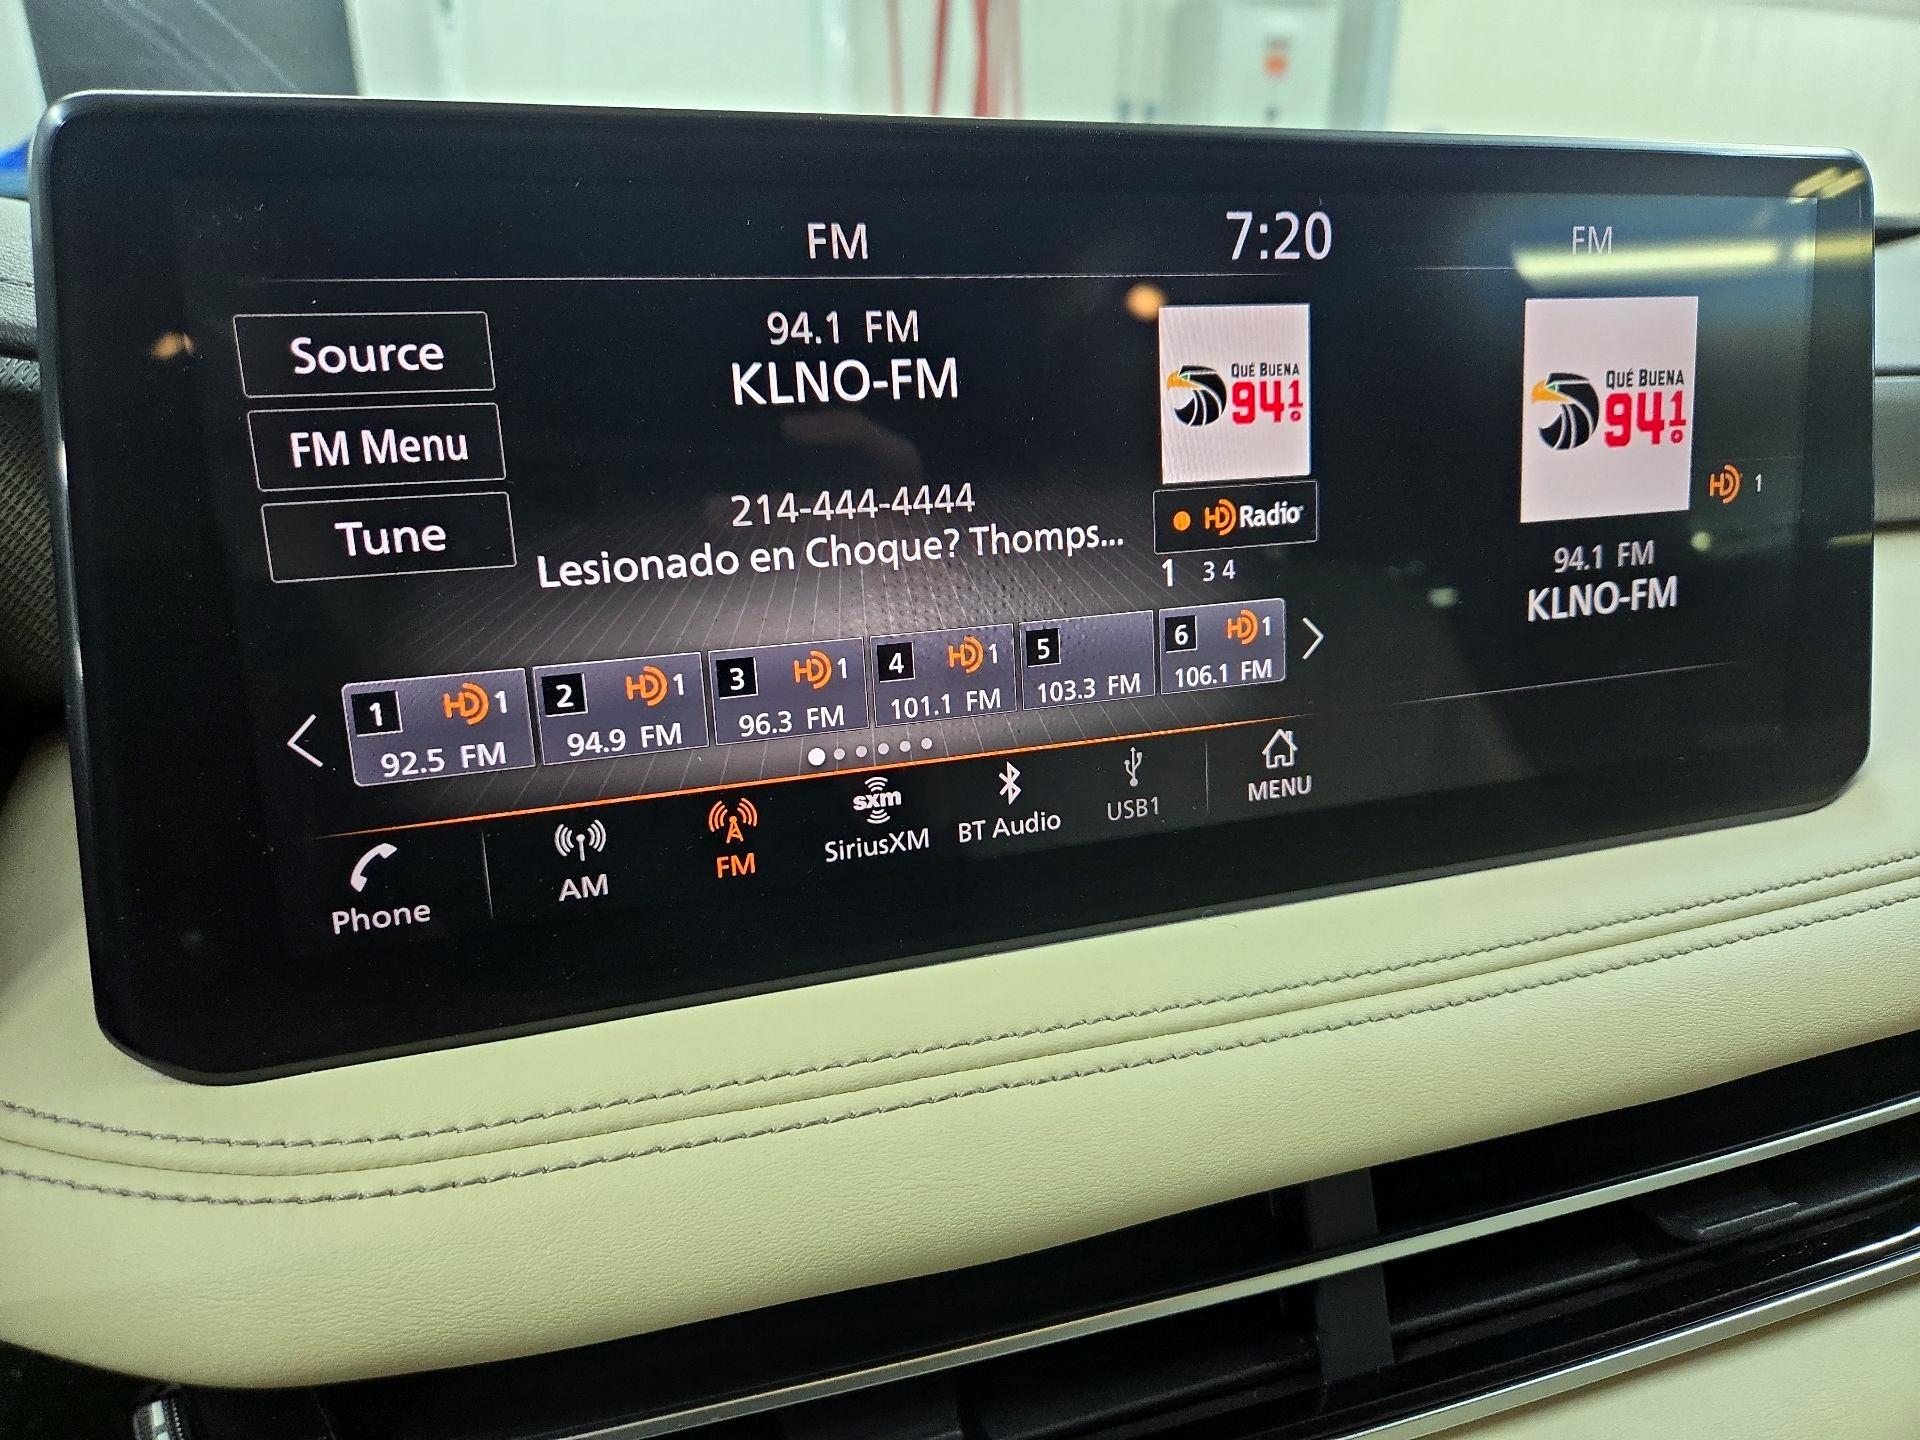 FM
7:20
FM
Source
FM Menu
Tune
94.1 FM
KLNO-FM
214-444-4444
Lesionado en Choque? Thomps...
QUÉ BUENA
94.1
HD Radio
1 3 4
QUÉ BUENA
94.1
HD 1
94.1 FM
KLNO-FM
1 HD 1
92.5 FM
2 HD 1
94.9 FM
3 HD 1
96.3 FM
4 HD 1
101.1 FM
5
103.3 FM
6 HD 1
106.1 FM
Phone
AM
FM
sxm
SiriusXM
BT Audio
USB1
MENU